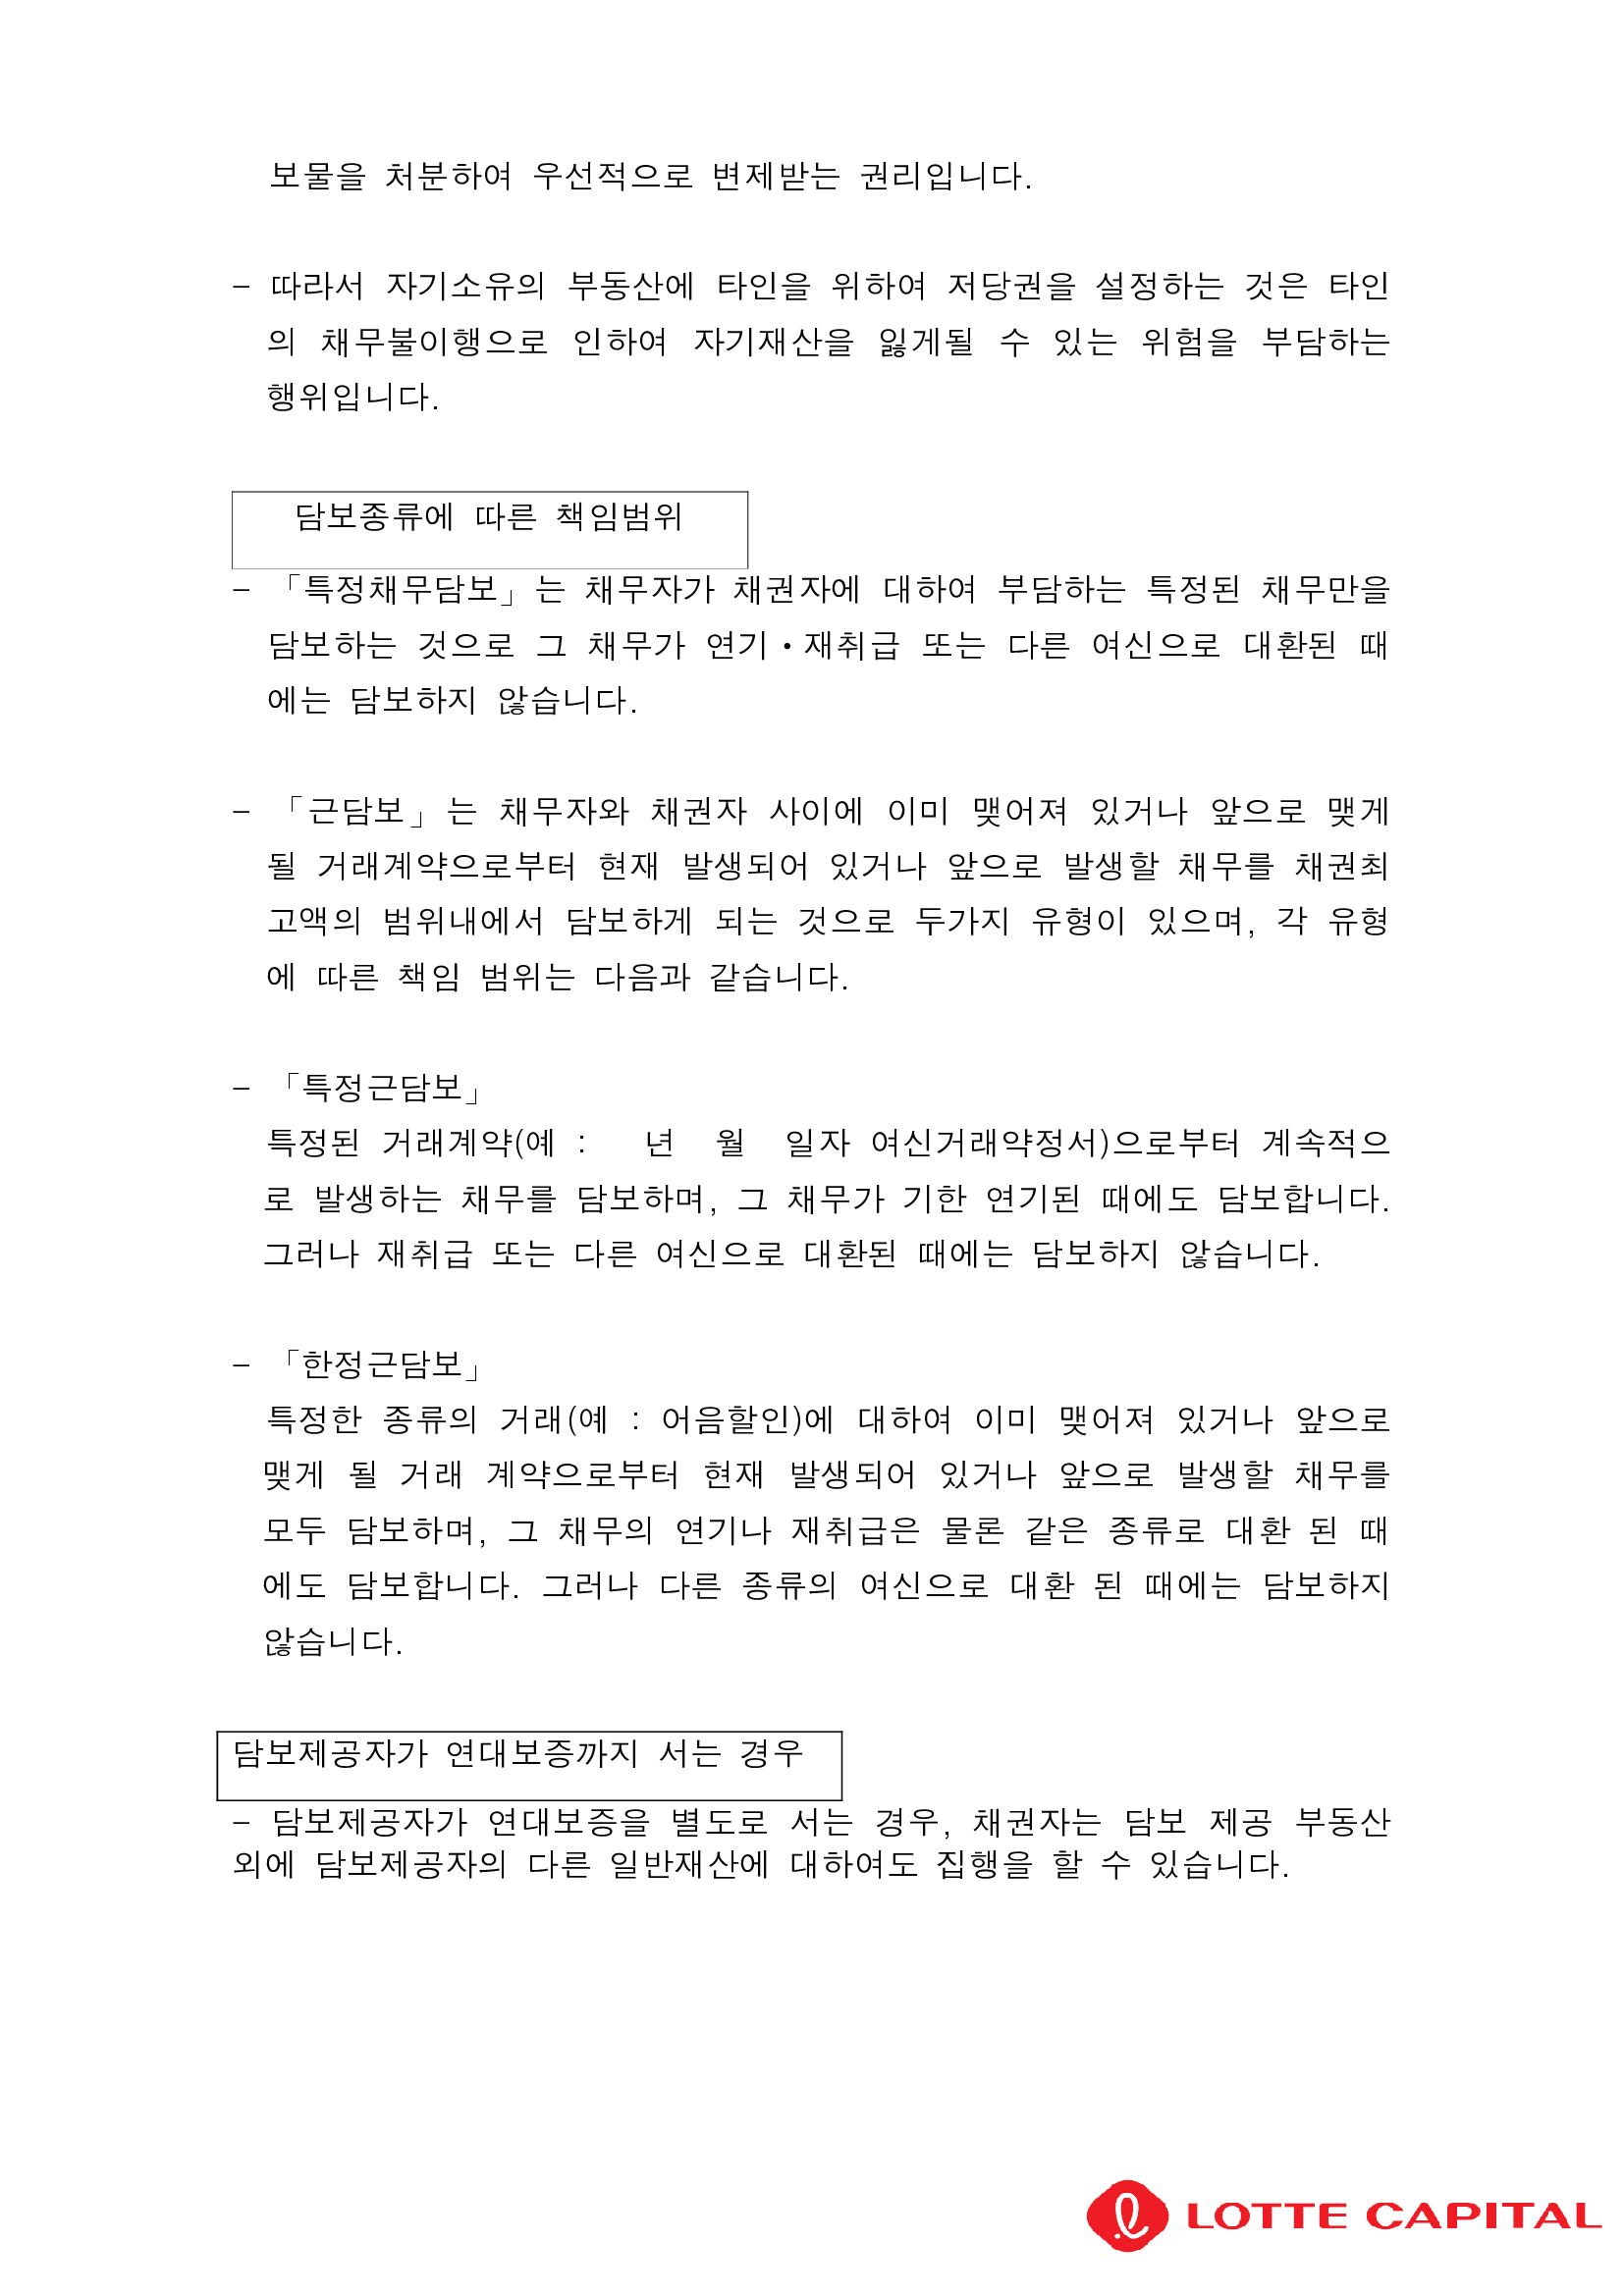 보물을 처분하여 우선적으로 변제받는 권리입니다.
- 따라서 자기소유의 부동산에 타인을 위하여 저당권을 설정하는 것은 타인
의 채무불이행으로 인하여 자기재산을 잃게될 수 있는 위험을 부담하는
행위입니다.
담보종류에 따른 책임범위
- 「특정채무담보」는 채무자가 채권자에 대하여 부담하는 특정된 채무만을
담보하는 것으로 그 채무가 연기·재취급 또는 다른 여신으로 대환된 때
에는 담보하지 않습니다.
- 「근담보」는 채무자와 채권자 사이에 이미 맺어져 있거나 앞으로 맺게
될 거래계약으로부터 현재 발생되어 있거나 앞으로 발생할 채무를 채권최
고액의 범위내에서 담보하게 되는 것으로 두가지 유형이 있으며, 각 유형
에 따른 책임 범위는 다음과 같습니다.
- 「특정근담보」
특정된 거래계약(예 : 년 월 일자 여신거래약정서)으로부터 계속적으
로 발생하는 채무를 담보하며, 그 채무가 기한 연기된 때에도 담보합니다.
그러나 재취급 또는 다른 여신으로 대환된 때에는 담보하지 않습니다.
- 「한정근담보」
특정한 종류의 거래(예 : 어음할인)에 대하여 이미 맺어져 있거나 앞으로
맺게 될 거래 계약으로부터 현재 발생되어 있거나 앞으로 발생할 채무를
모두 담보하며, 그 채무의 연기나 재취급은 물론 같은 종류로 대환 된 때
에도 담보합니다. 그러나 다른 종류의 여신으로 대환 된 때에는 담보하지
않습니다.
담보제공자가 연대보증까지 서는 경우
- 담보제공자가 연대보증을 별도로 서는 경우, 채권자는 담보 제공 부동산
외에 담보제공자의 다른 일반재산에 대하여도 집행을 할 수 있습니다.
LOTTE CAPITAL